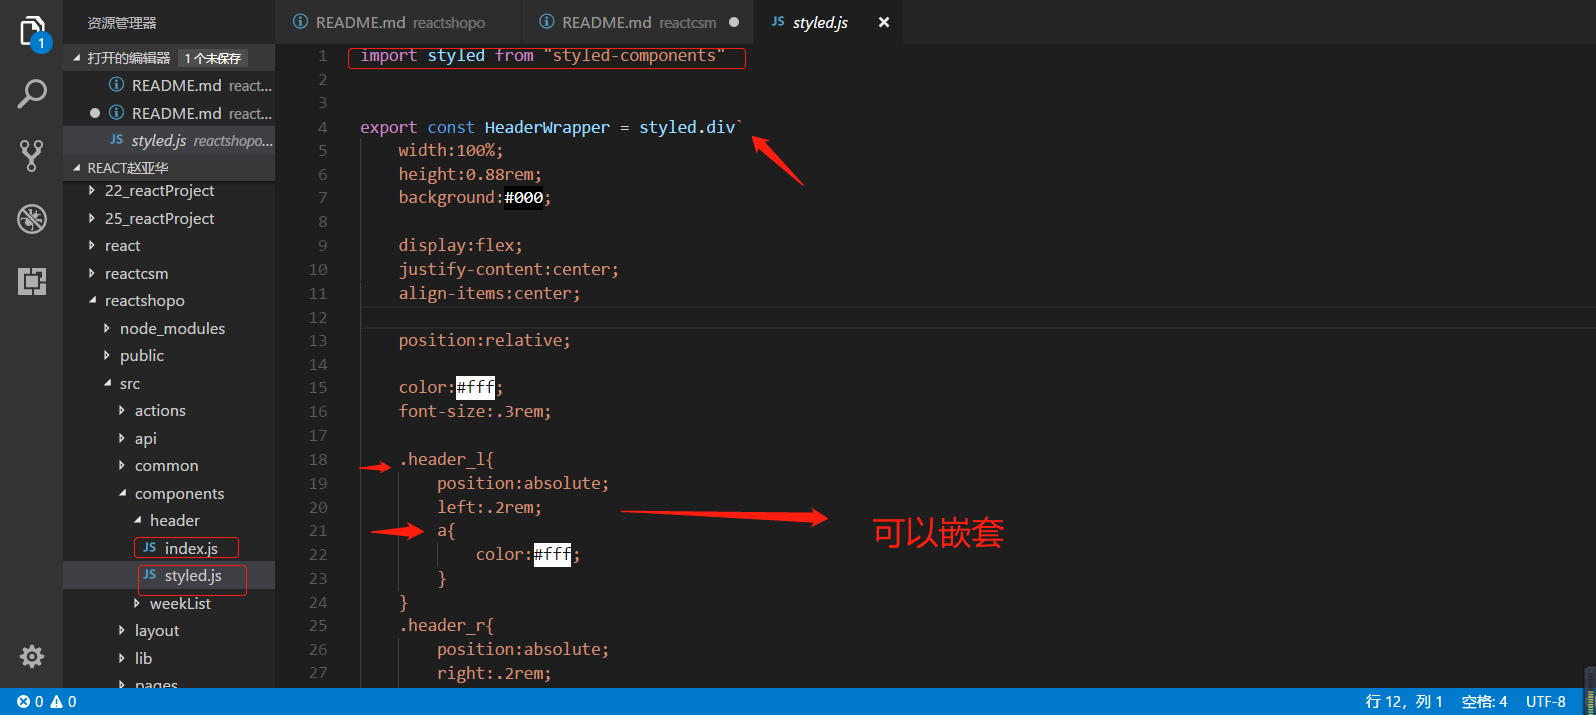 资源管理器
README.md reactshopo
README.md reactcsm
JS styled.js
1
打开的编辑器 1 个未保存
README.md react...
README.md react...
JS styled.js reactshopo...
REACT赵亚华
22_reactProject
25_reactProject
react
reactcsm
reactshopo
node_modules
public
src
actions
api
common
components
header
JS index.js
JS styled.js
weekList
layout
lib
pages
1 import styled from "styled-components"
2
3
4 export const HeaderWrapper = styled.div`
5 width:100%;
6 height:0.88rem;
7 background:#000;
8
9 display:flex;
10 justify-content:center;
11 align-items:center;
12
13 position:relative;
14
15 color:#fff;
16 font-size:.3rem;
17
18 .header_l{
19 position:absolute;
20 left:.2rem;
21 a{
22 color:#fff;
23 }
24 }
25 .header_r{
26 position:absolute;
27 right:.2rem;
可以嵌套
0 0
行 12，列 1 空格: 4 UTF-8